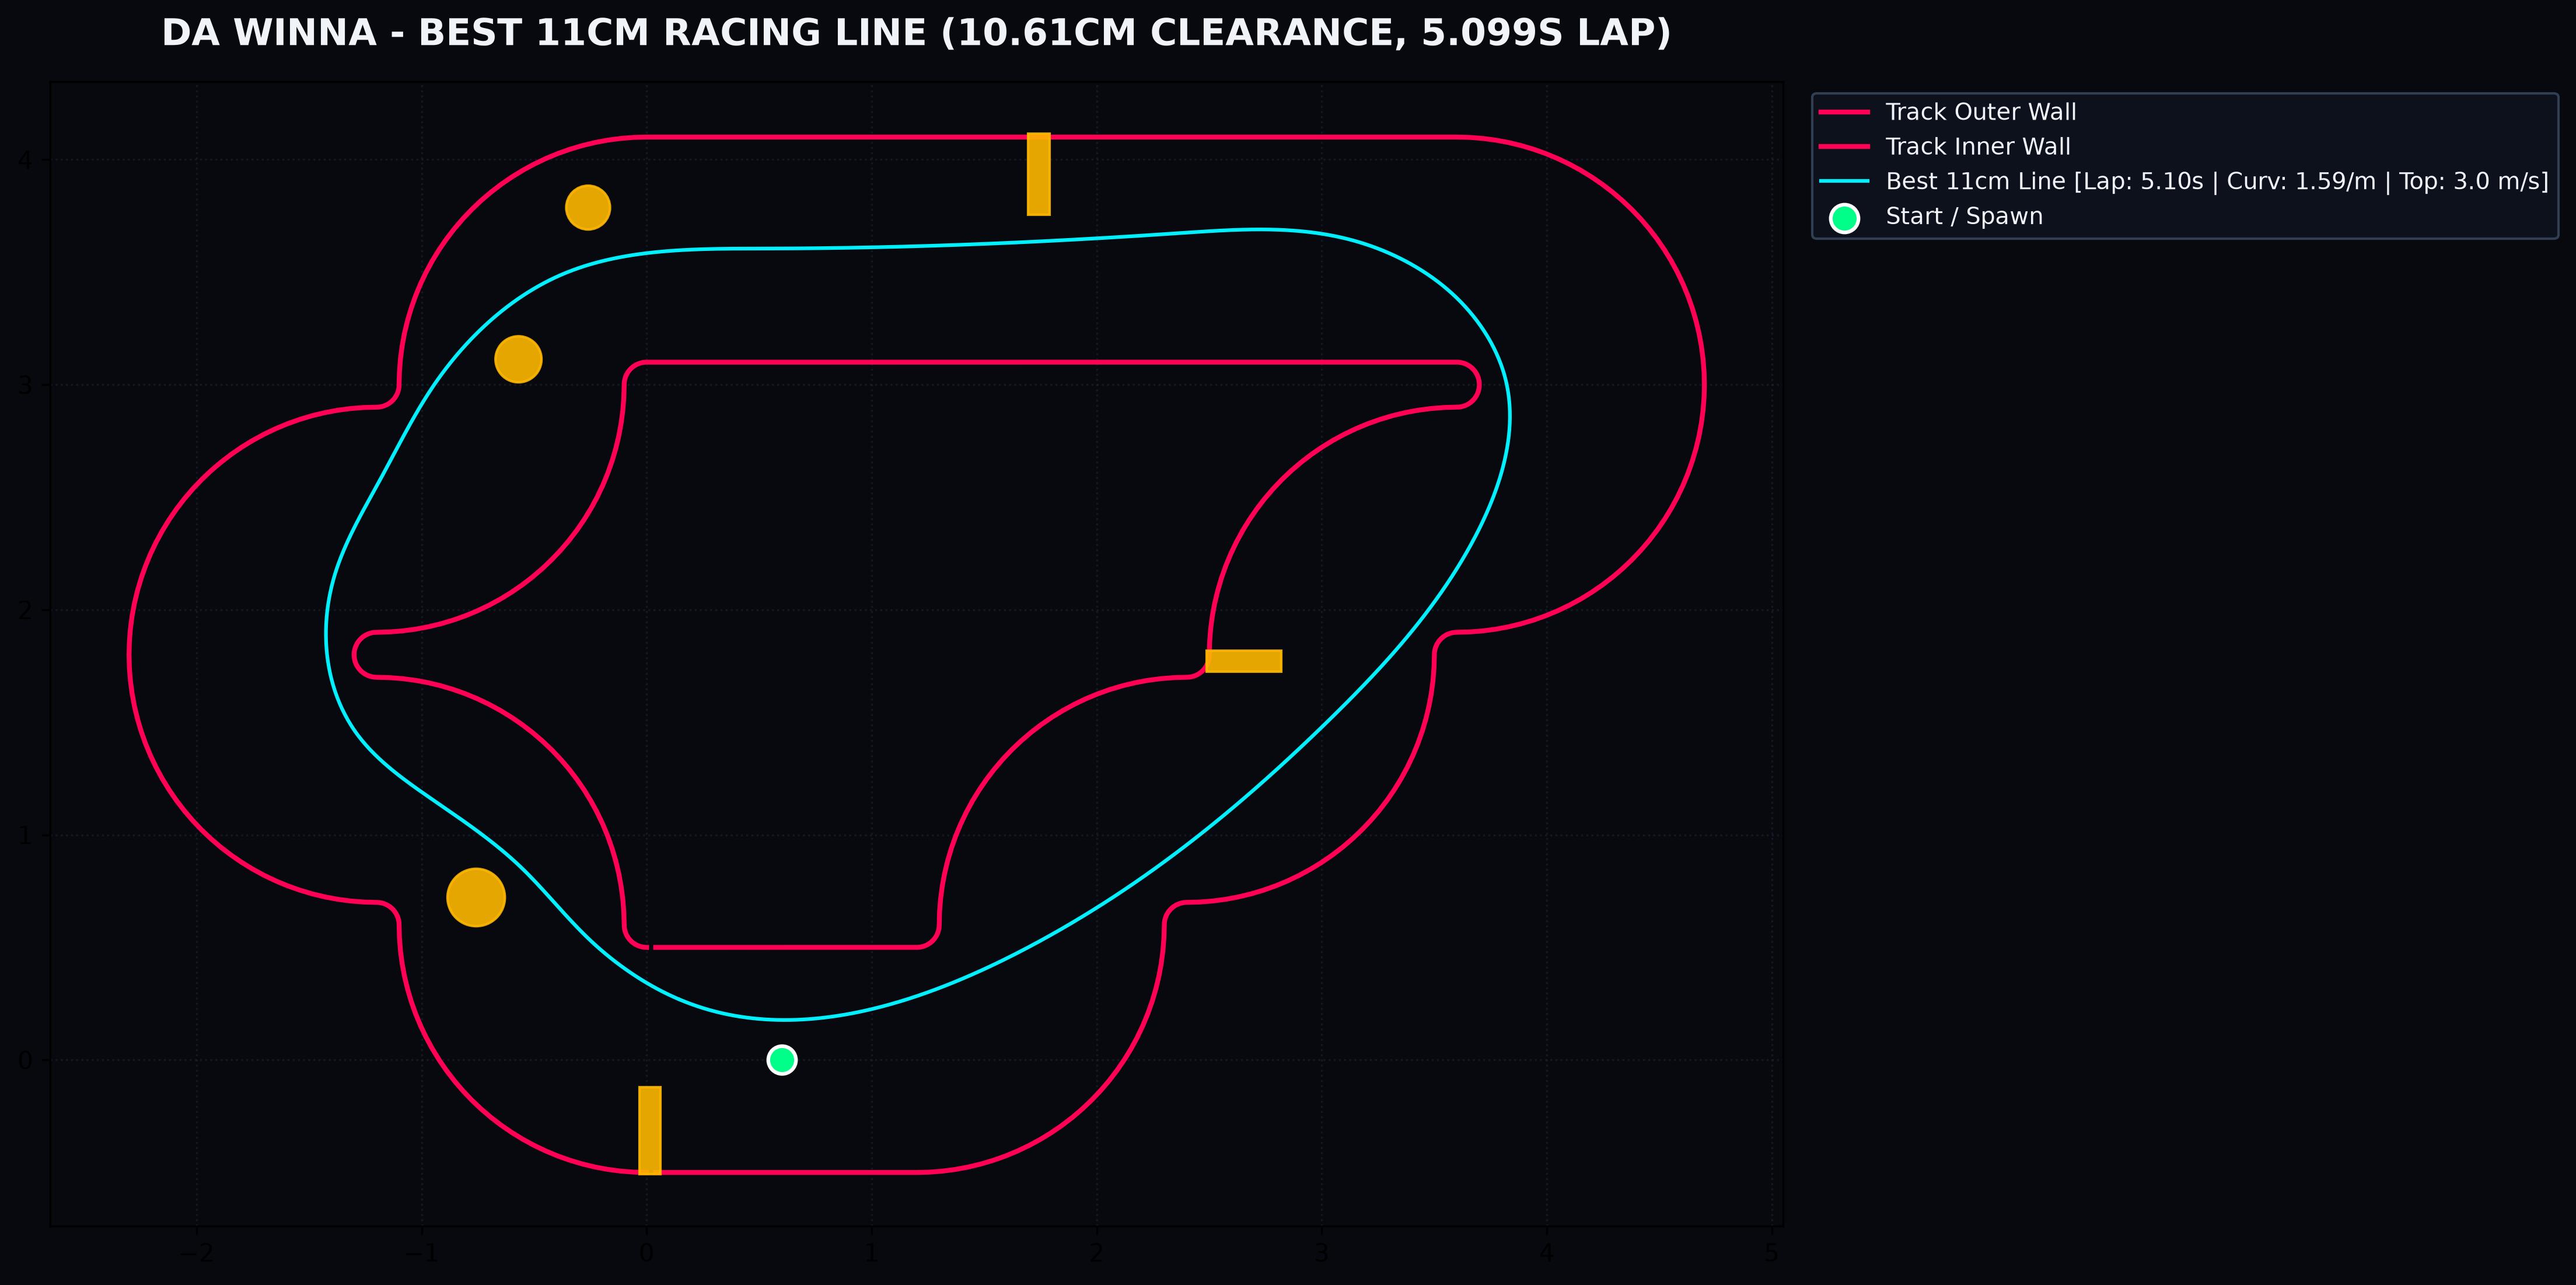 DA WINNA - BEST 11CM RACING LINE (10.61CM CLEARANCE, 5.099S LAP)
Track Outer Wall
Track Inner Wall
Best 11cm Line [Lap: 5.10s | Curv: 1.59/m | Top: 3.0 m/s]
Start / Spawn
4
3
2
1
0
−2 −1 0 1 2 3 4 5